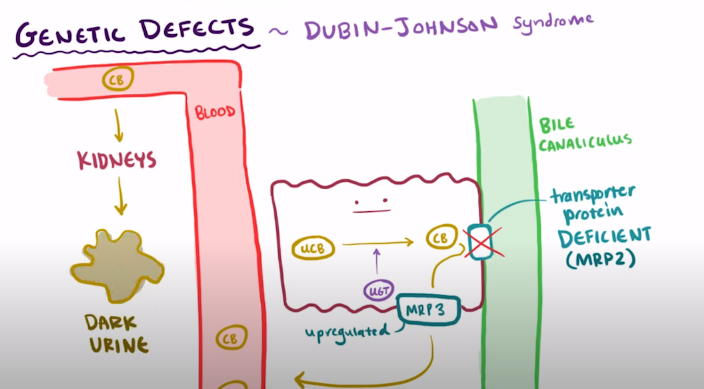 GENETIC DEFECTS ~ DUBIN-JOHNSON syndrome
CB
BLOOD
KIDNEYS
DARK
URINE
CB
UCB
CB
UGT
MRP3
upregulated
BILE
CANALICULUS
transporter
protein
DEFICIENT
(MRP2)